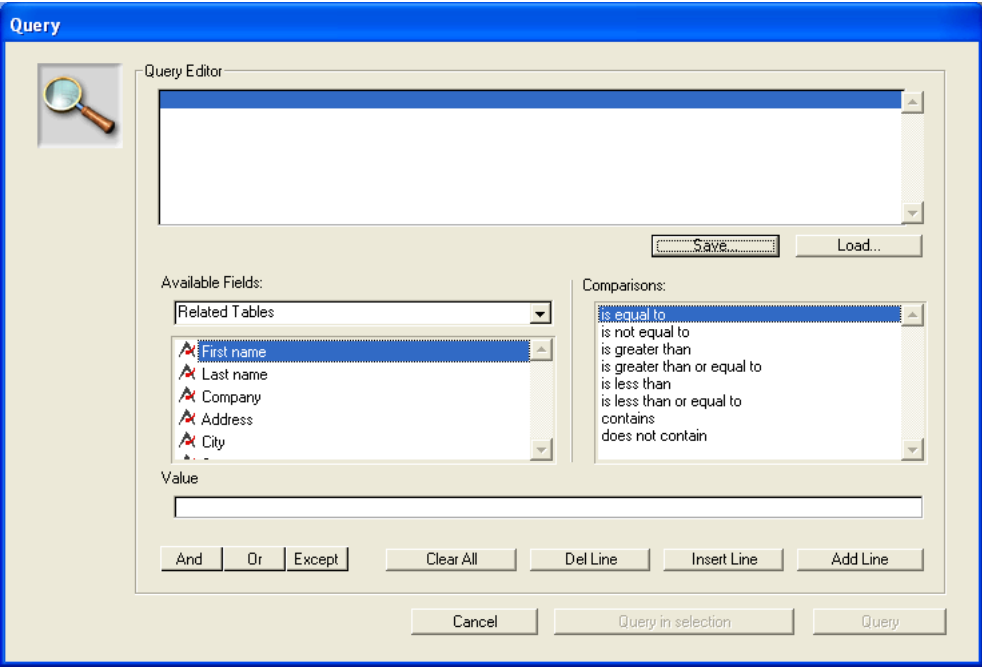 Query
Query Editor
Save...
Load...
Available Fields:
Comparisons:
Related Tables
is equal to
is not equal to
is greater than
is greater than or equal to
is less than
is less than or equal to
contains
does not contain
First name
Last name
Company
Address
City
Value
And Or Except Clear All Del Line Insert Line Add Line
Cancel Query in selection Query